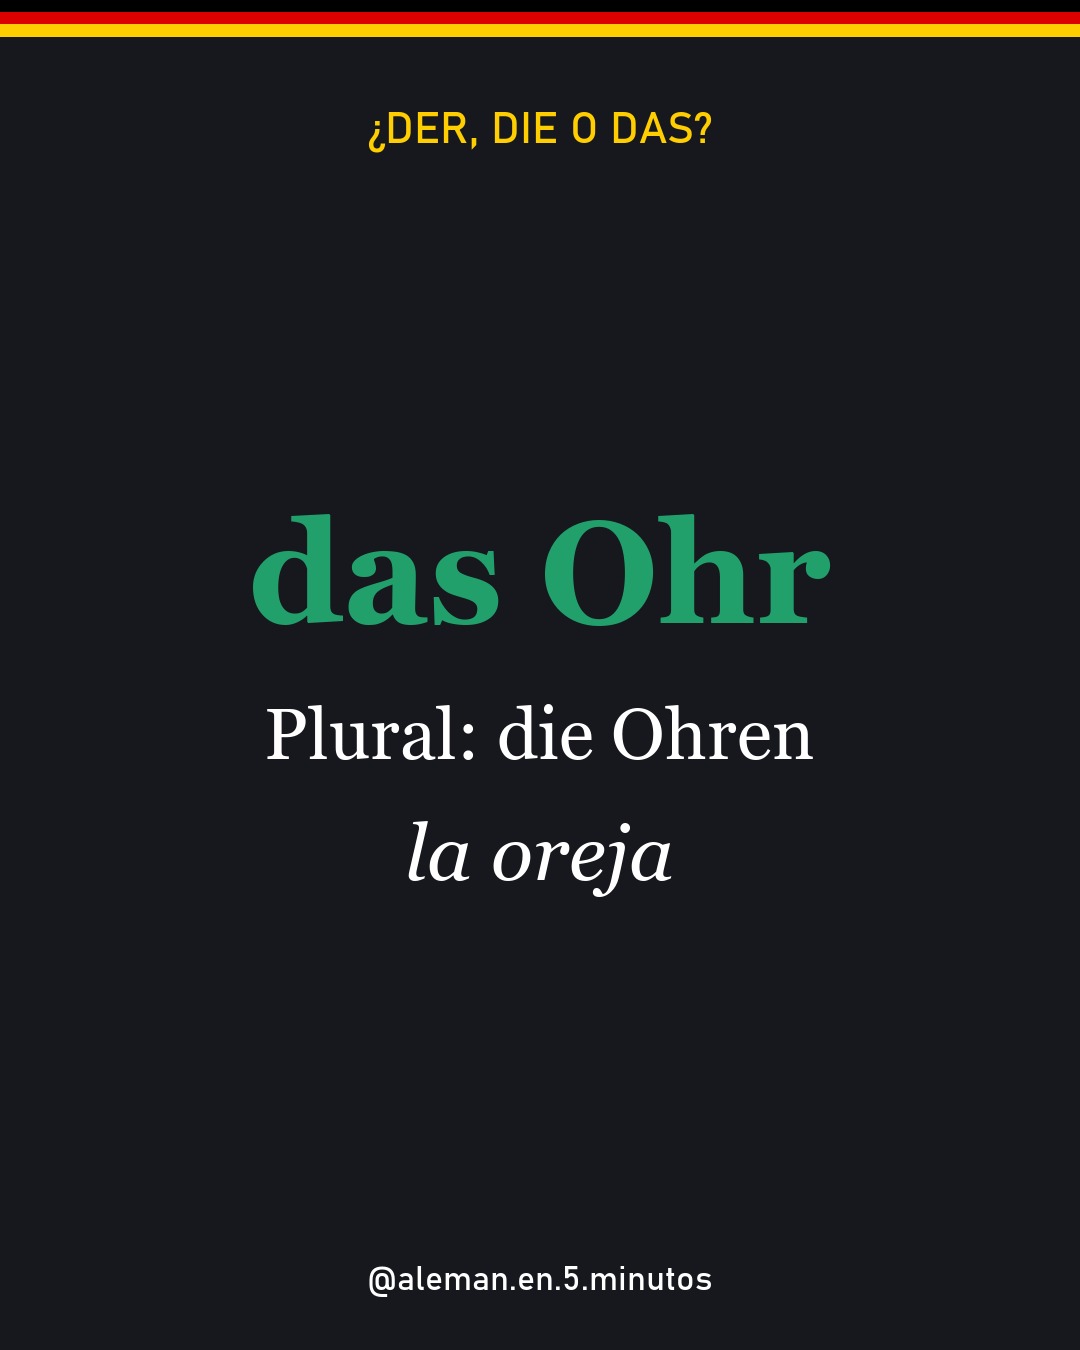 ¿DER, DIE O DAS?
das Ohr
Plural: die Ohren
la oreja
@aleman.en.5.minutos